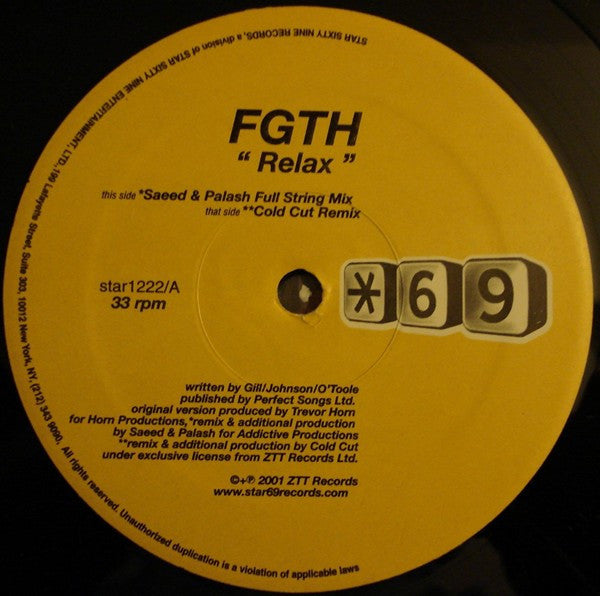 STAR SIXTY NINE ENTERTAINMENT, LTD., 199 Lafayette Street, Suite 303, 10012 New York, NY. (212) 343 9090. All rights reserved. Unauthorized duplication is a violation of applicable laws
STAR SIXTY NINE RECORDS, a division of
FGTH
“ Relax ”
this side *Saeed & Palash Full String Mix
that side **Cold Cut Remix
star1222/A
33 rpm
*69
written by Gill/Johnson/O'Toole
published by Perfect Songs Ltd.
original version produced by Trevor Horn
for Horn Productions,*remix & additional production
by Saeed & Palash for Addictive Productions
**remix & additional production by Cold Cut
under exclusive license from ZTT Records Ltd.
©+℗ 2001 ZTT Records
www.star69records.com